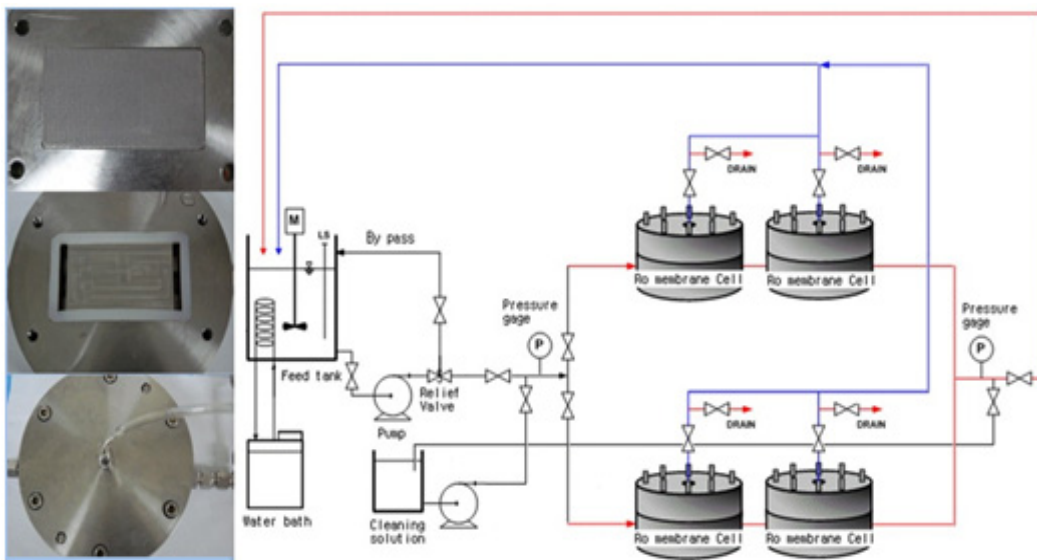 DRAIN
DRAIN
M
LS
By pass
Ro membrane Cell
Ro membrane Cell
Pressure
gage
Pressure
gage
P
P
Feed tank
Relief
Valve
Pump
DRAIN
DRAIN
Water bath
Cleaning
solution
Ro membrane Cell
Ro membrane Cell